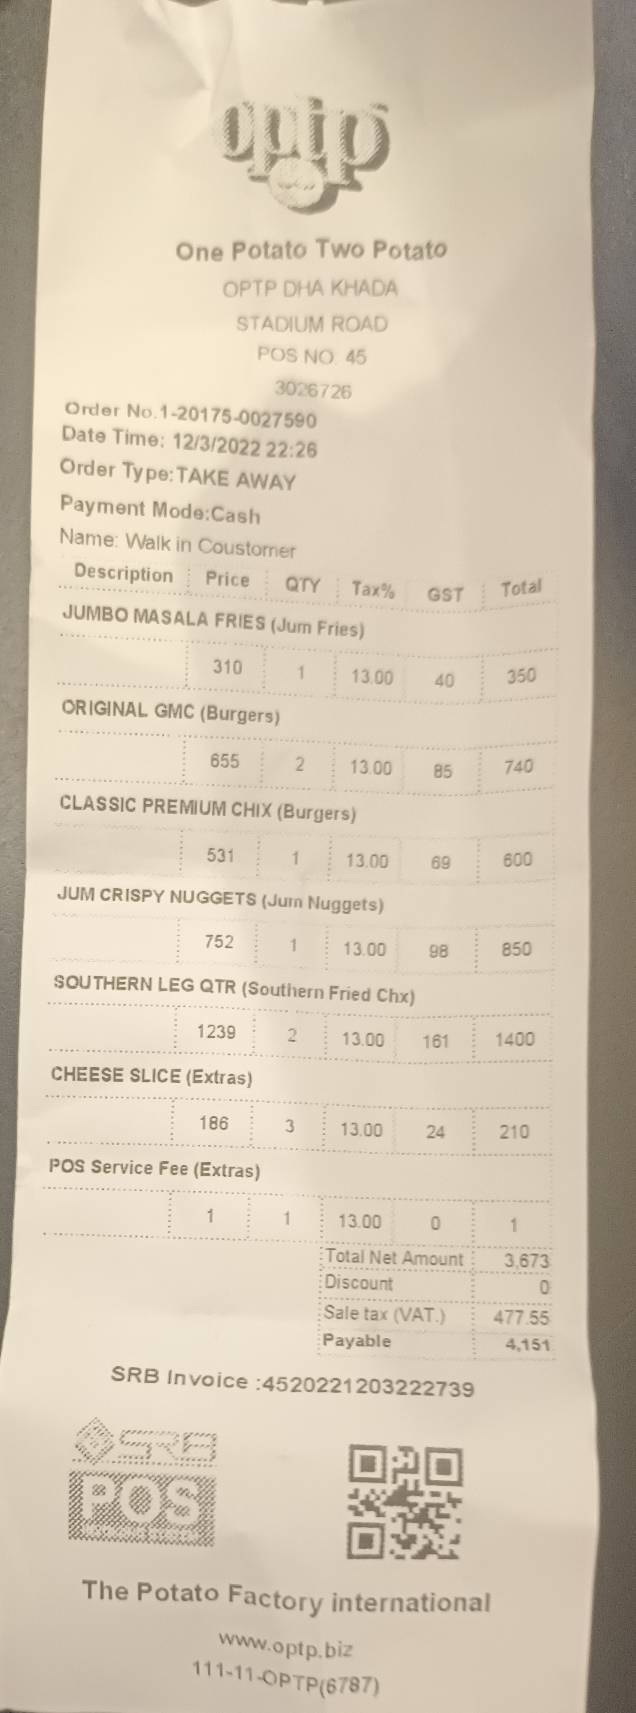 optp
One Potato Two Potato
OPTP DHA KHADA
STADIUM ROAD
POS NO. 45
3026726
Order No.1-20175-0027590
Date Time: 12/3/2022 22:26
Order Type:TAKE AWAY
Payment Mode:Cash
Name: Walk in Coustomer
Description Price QTY Tax% GST Total
JUMBO MASALA FRIES (Jum Fries)
310 1 13.00 40 350
ORIGINAL GMC (Burgers)
655 2 13.00 85 740
CLASSIC PREMIUM CHIX (Burgers)
531 1 13.00 69 600
JUM CRISPY NUGGETS (Jum Nuggets)
752 1 13.00 98 850
SOUTHERN LEG QTR (Southern Fried Chx)
1239 2 13.00 161 1400
CHEESE SLICE (Extras)
186 3 13.00 24 210
POS Service Fee (Extras)
1 1 13.00 0 1
Total Net Amount 3,673
Discount 0
Sale tax (VAT.) 477.55
Payable 4,151
SRB Invoice :4520221203222739
SRB
POS
The Potato Factory international
www.optp.biz
111-11-OPTP(6787)